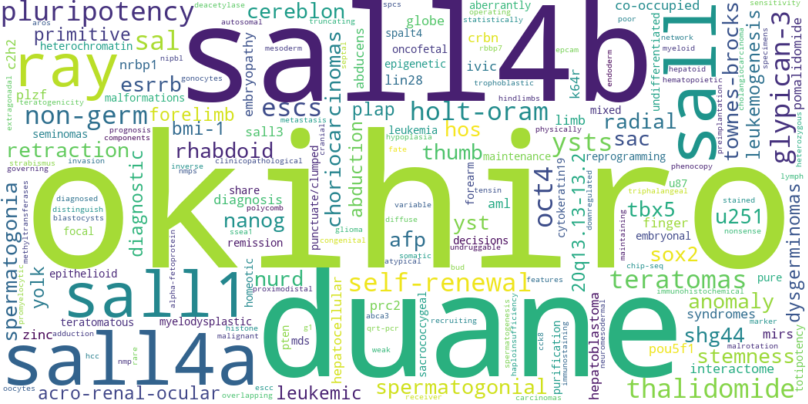 pluripotency
deacetylase
autosomal
truncating
aros
primitive
sal
cereblon
heterochromatin
mesoderm
spcs
operating
statistically
aberrantly
globe
spalt4
crbn
rbbp7
oncofetal
epcam
co-occupied
poor
network
myeloid
sensitivity
sall4b
sall
townes-brocks
leukemogenesis
cholangiocarcinoma
specimens
glypican-3
pomalidomide
c2h2
ray
nrbp1
esrrb
plzf
malformations
extragonadal
teratogenicity
gonocytes
nipbl
embryopathy
septal
choriocarcinomas
abducens
epigenetic
lin28
ivic
trophoblastic
k64r
endoderm
undifferentiated
hepatoid
hematopoietic
preimplantation
heterozygous
non-germ
forelimb
escs
plap
holt-oram
hindlimbs
limb
mixed
radial
physically
seminomas
bmi-1
sall3
metastasis
leukemia
hypoplasia
hos
ysts
sac
reprogramming
phenocopy
lymph
retraction
rhabdoid
cranial
fate
thumb
maintenance
strabismus
invasion
prognosis
components
inverse
clinicopathological
nmps
governing
abduction
forearm
tensin
cytokeratin19
downregulated
20q13.13-13.2
triphalangeal
u87
stained
nonsense
okihiro
spermatogonia
methyltransferases
diagnosed
distinguish
blastocysts
focal
diagnostic
share
polycomb
diagnosis
nanog
sseal
remission
punctuate/clumped
variable
diffuse
glioma
congenital
yst
aml
afp
decisions
undruggable
somatic
atypical
bud
oct4
tbx5
finger
embryonal
sox2
maintaining
chip-seq
u251
dysgerminomas
totipotency
promyelocytic
yolk
epithelioid
alpha-fetoprotein
homeotic
proximodistal
nurd
self-renewal
features
teratomas
immunohistochemical
pure
anomaly
syndromes
sall1
teratomatous
myelodysplastic
zinc
adduction
histone
malignant
pten
g1
mds
hepatocellular
prc2
abca3
qrt-pcr
weak
sacrococcygeal
recruiting
haploinsufficiency
spermatogenesis
cck8
purification
immunostaining
hepatoblastoma
neuromesodermal
duane
shg44
marker
mirs
pou5f1
malrotation
stemness
interactome
sall4a
hcc
nmp
rare
oocytes
acro-renal-ocular
escc
overlapping
leukemic
spermatogonial
receiver
carcinomas
thalidomide